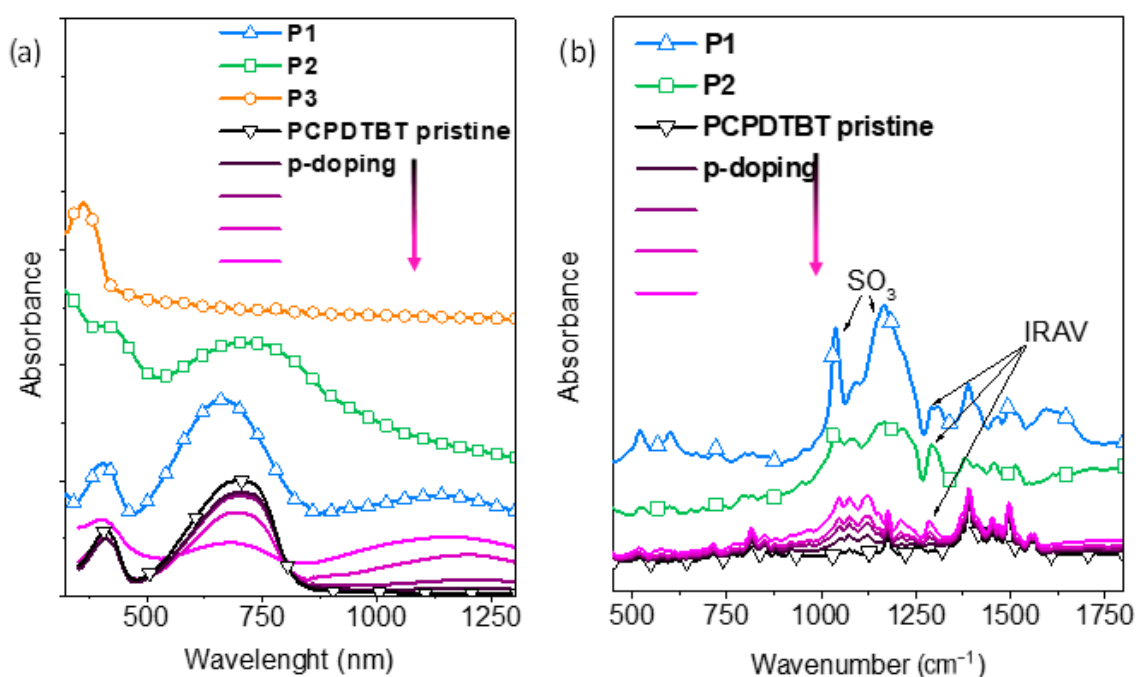 (a)
P1
P2
P3
PCPDTBT pristine
p-doping
Absorbance
500
750
1000
1250
Wavelenght (nm)
(b)
P1
P2
PCPDTBT pristine
p-doping
SO3
IRAV
Absorbance
500
750
1000
1250
1500
1750
Wavenumber (cm⁻¹)